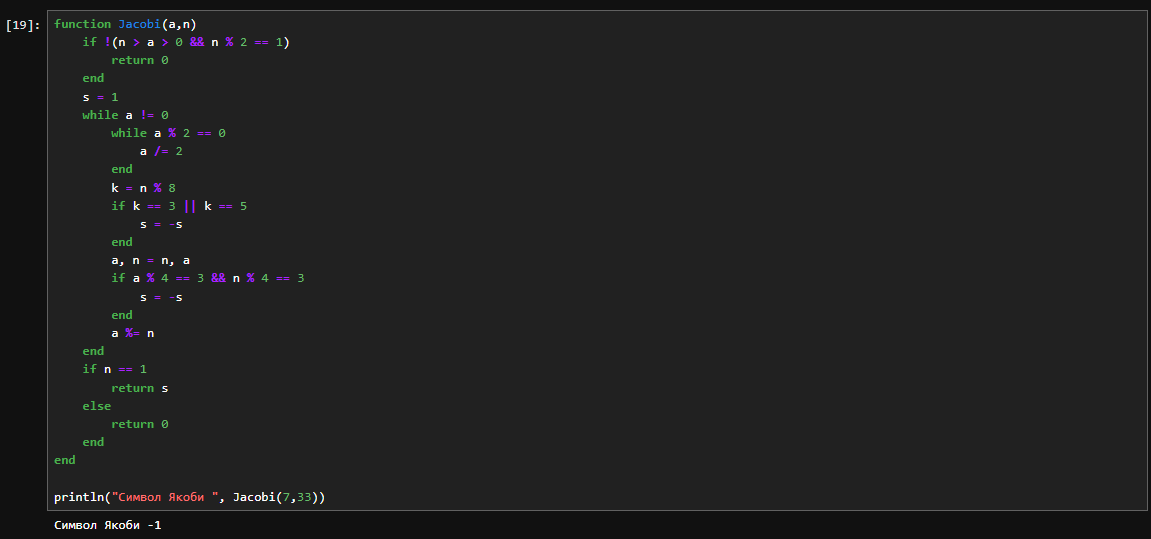 [19]:
function Jacobi(a,n)
    if !(n > a > 0 && n % 2 == 1)
        return 0
    end
    s = 1
    while a != 0
        while a % 2 == 0
            a /= 2
        end
        k = n % 8
        if k == 3 || k == 5
            s = -s
        end
        a, n = n, a
        if a % 4 == 3 && n % 4 == 3
            s = -s
        end
        a %= n
    end
    if n == 1
        return s
    else
        return 0
    end
end

println("Символ Якоби ", Jacobi(7,33))
Символ Якоби -1